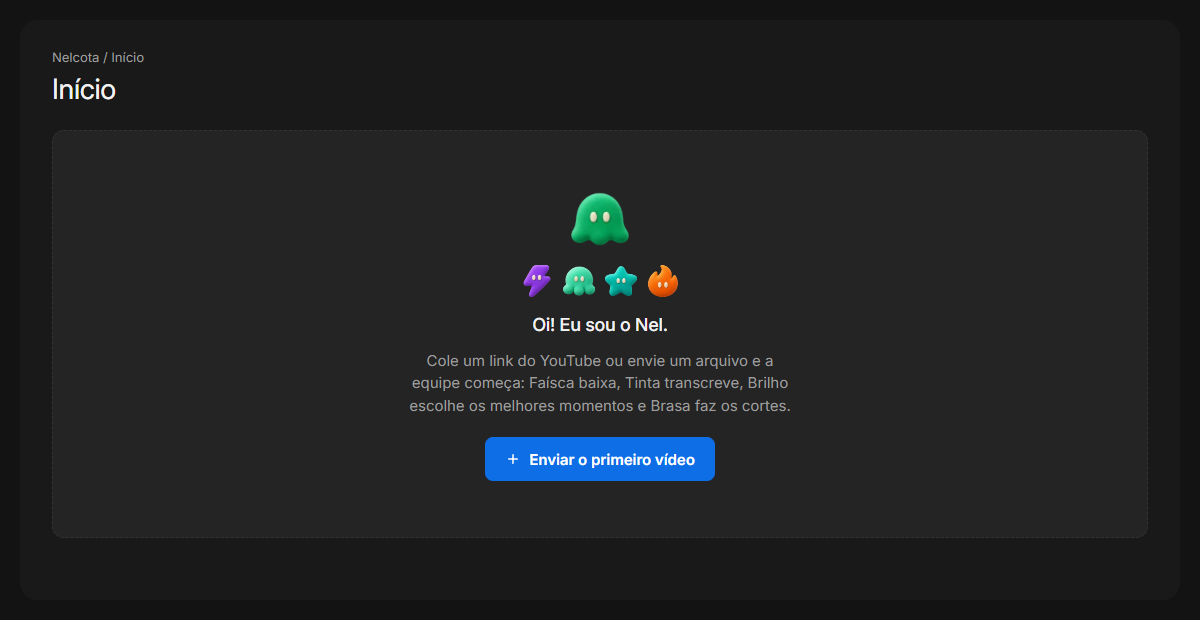 Nelcota / Início
Início
Oi! Eu sou o Nel.
Cole um link do YouTube ou envie um arquivo e a
equipe começa: Faísca baixa, Tinta transcreve, Brilho
escolhe os melhores momentos e Brasa faz os cortes.
+ Enviar o primeiro vídeo